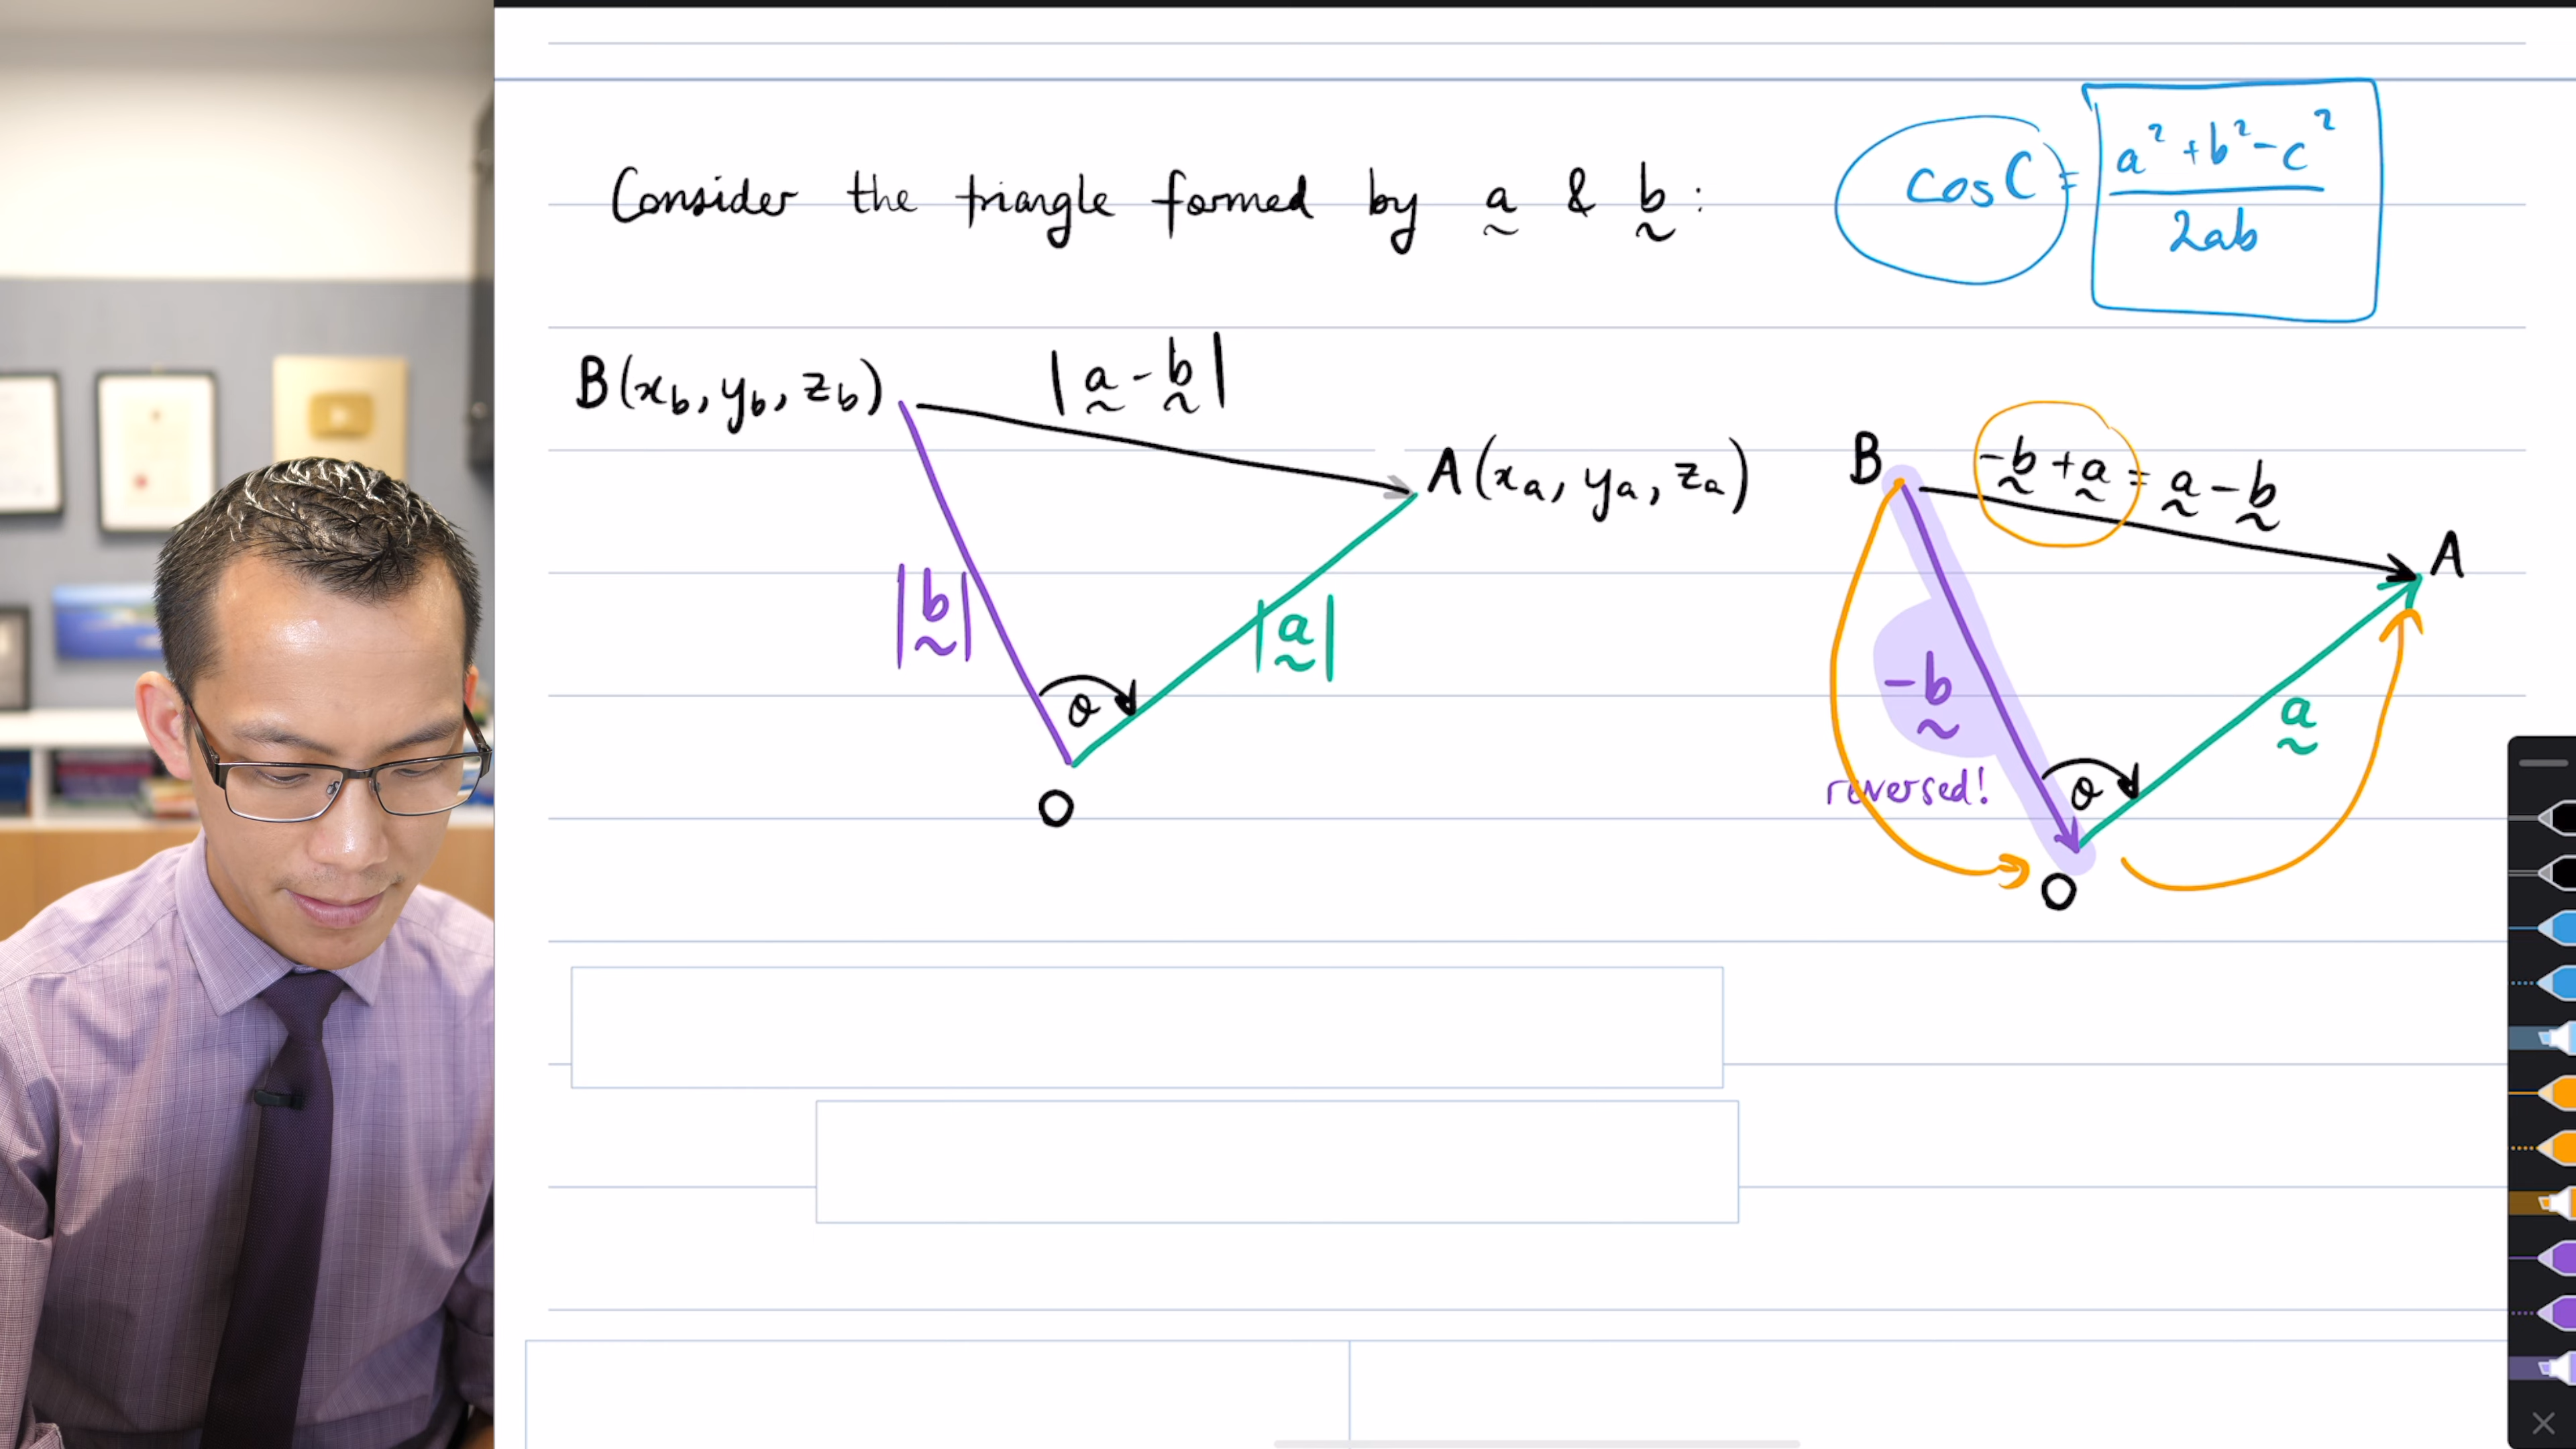 Consider the triangle formed by a & b :
cos C = a² + b² - c² / 2ab
B(x_b, y_b, z_b)
|a - b|
A(x_a, y_a, z_a)
|b|
|a|
θ
O
B
-b + a = a - b
A
-b
reversed!
a
θ
O